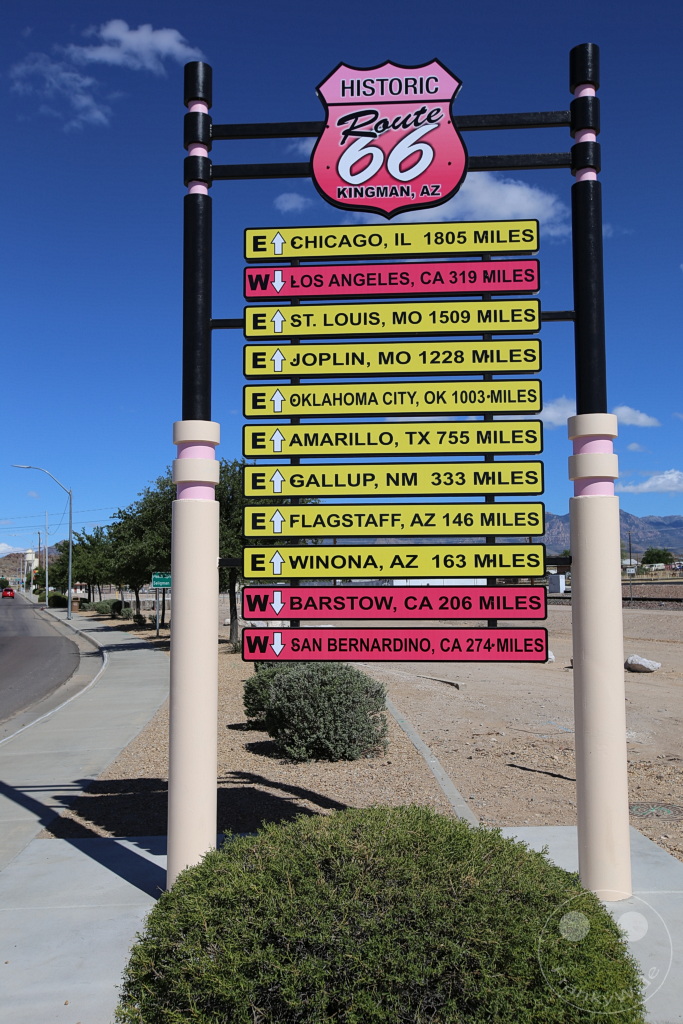 HISTORIC
Route
66
KINGMAN, AZ
E CHICAGO, IL 1805 MILES
W LOS ANGELES, CA 319 MILES
E ST. LOUIS, MO 1509 MILES
E JOPLIN, MO 1228 MILES
E OKLAHOMA CITY, OK 1003 MILES
E AMARILLO, TX 755 MILES
E GALLUP, NM 333 MILES
E FLAGSTAFF, AZ 146 MILES
E WINONA, AZ 163 MILES
W BARSTOW, CA 206 MILES
W SAN BERNARDINO, CA 274 MILES